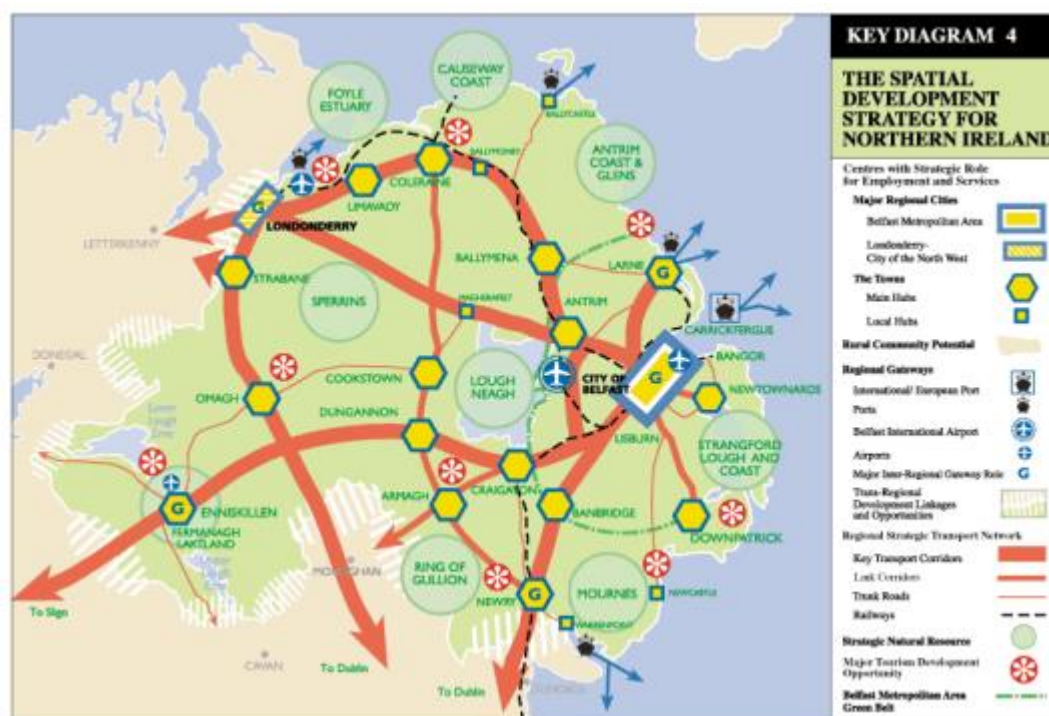 KEY DIAGRAM 4
THE SPATIAL
DEVELOPMENT
STRATEGY FOR
NORTHERN IRELAND
Centres with Strategic Role
for Employment and Services
Major Regional Cities
Belfast Metropolitan Area
Londonderry-
City of the North West
The Towns
Main Hubs
Local Hubs
Rural Community Potential
Regional Gateways
International/ European Port
Ports
Belfast International Airport
Airports
Major Inter-Regional Gateway Role
G
Trans-Regional
Development Linkages
and Opportunities
Regional Strategic Transport Network
Key Transport Corridors
Link Corridors
Trunk Roads
Railways
Strategic Natural Resource
Major Tourism Development
Opportunity
Belfast Metropolitan Area
Green Belt
CAUSEWAY
COAST
FOYLE
ESTUARY
BALLYCASTLE
BALLYMONEY
ANTRIM
COAST &
GLENS
COLERAINE
LIMAVADY
G
LONDONDERRY
LETTERKENNY
STRABANE
BALLYMENA
LARNE
G
SPERRINS
MAGHERAFELT
ANTRIM
CARRICKFERGUS
DONEGAL
BANGOR
COOKSTOWN
LOUGH
NEAGH
CITY OF
BELFAST
G
NEWTOWNARDS
OMAGH
DUNGANNON
LISBURN
STRANGFORD
LOUGH AND
COAST
ARMAGH
CRAIGAVON
BANBRIDGE
G
ENNISKILLEN
FERMANAGH
LAKELAND
DOWNPATRICK
MONAGHAN
RING OF
GULLION
MOURNES
NEWCASTLE
NEWRY
G
WARRENPOINT
To Sligo
CAVAN
To Dublin
To Dublin
DUNDALK